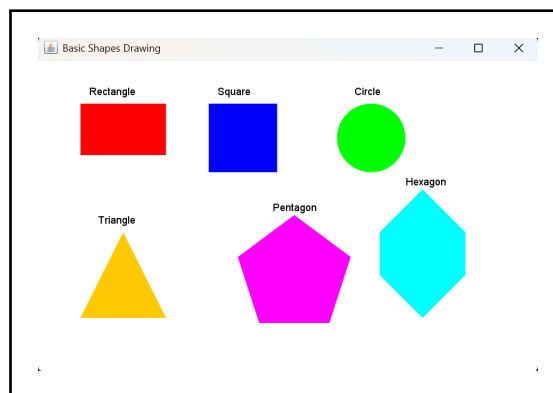 Basic Shapes Drawing
Rectangle
Square
Circle
Hexagon
Triangle
Pentagon